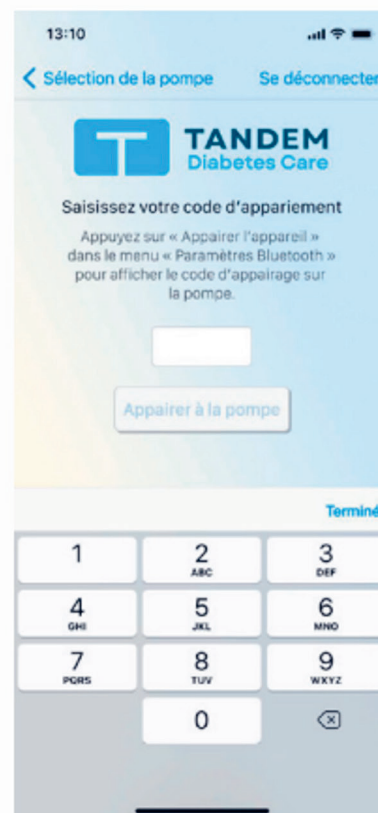 13:10
Sélection de la pompe Se déconnecter
T TANDEM
Diabetes Care
Saisissez votre code d'appariement
Appuyez sur « Appairer l'appareil »
dans le menu « Paramètres Bluetooth »
pour afficher le code d'appairage sur
la pompe.
Appairer à la pompe
Terminé
1 2 3
ABC DEF
4 5 6
GHI JKL MNO
7 8 9
PQRS TUV WXYZ
0